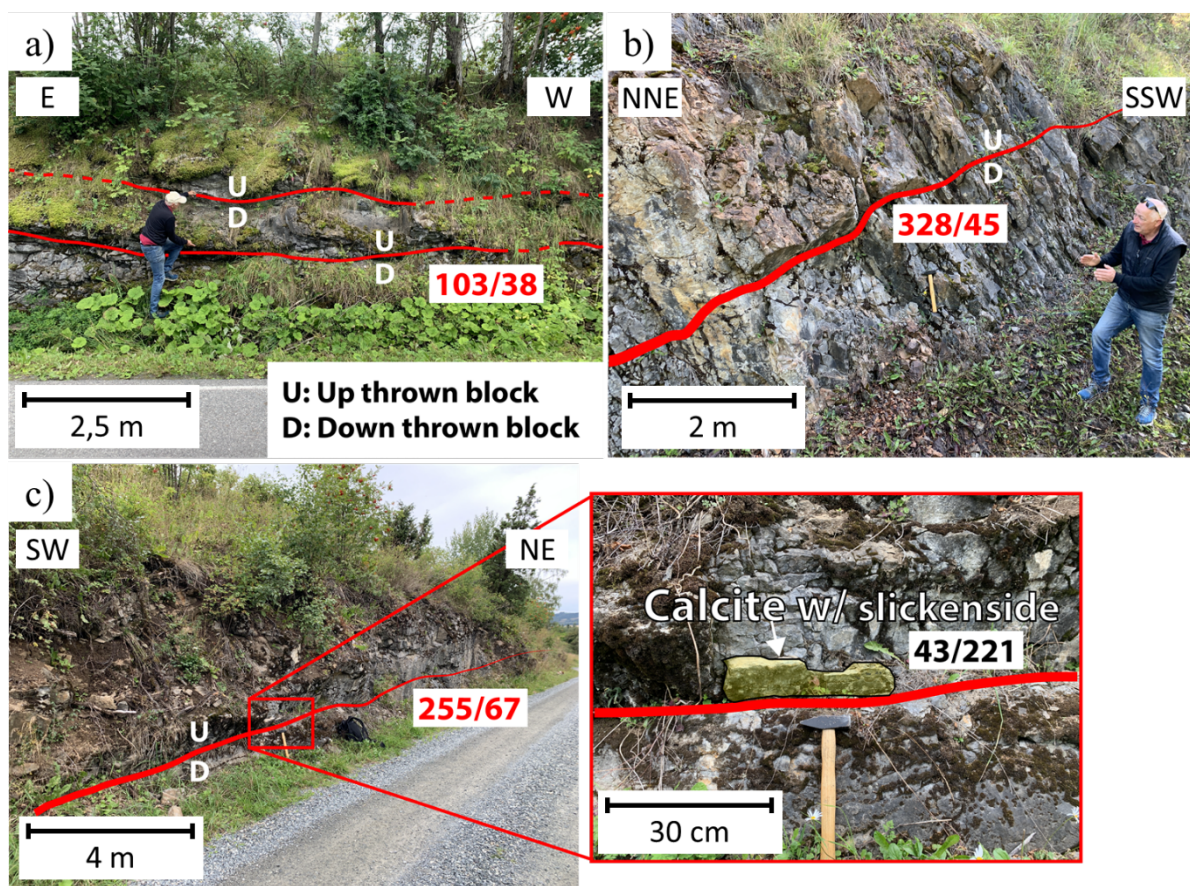 a)
E
W
U
D
U
D
103/38
2,5 m
U: Up thrown block
D: Down thrown block
b)
NNE
SSW
U
D
328/45
2 m
c)
SW
NE
U
D
255/67
4 m
Calcite w/ slickenside
43/221
30 cm